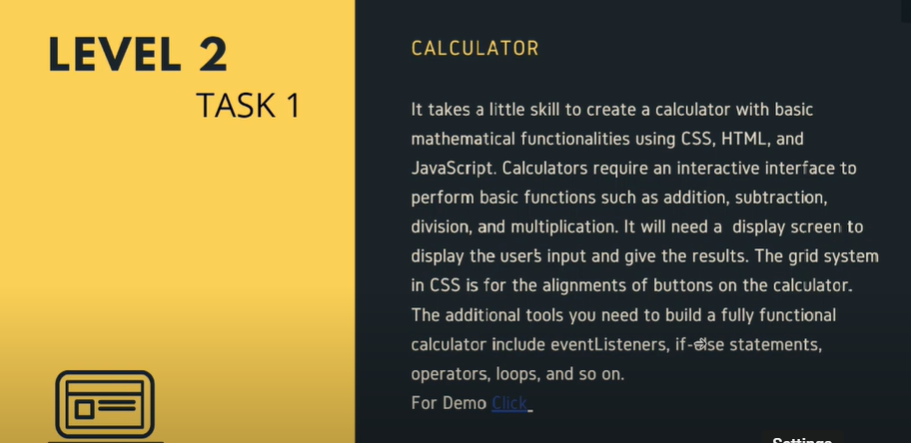 LEVEL 2
TASK 1
CALCULATOR
It takes a little skill to create a calculator with basic
mathematical functionalities using CSS, HTML, and
JavaScript. Calculators require an interactive interface to
perform basic functions such as addition, subtraction,
division, and multiplication. It will need a display screen to
display the user's input and give the results. The grid system
in CSS is for the alignments of buttons on the calculator.
The additional tools you need to build a fully functional
calculator include eventListeners, if-else statements,
operators, loops, and so on.
For Demo Click
Settings